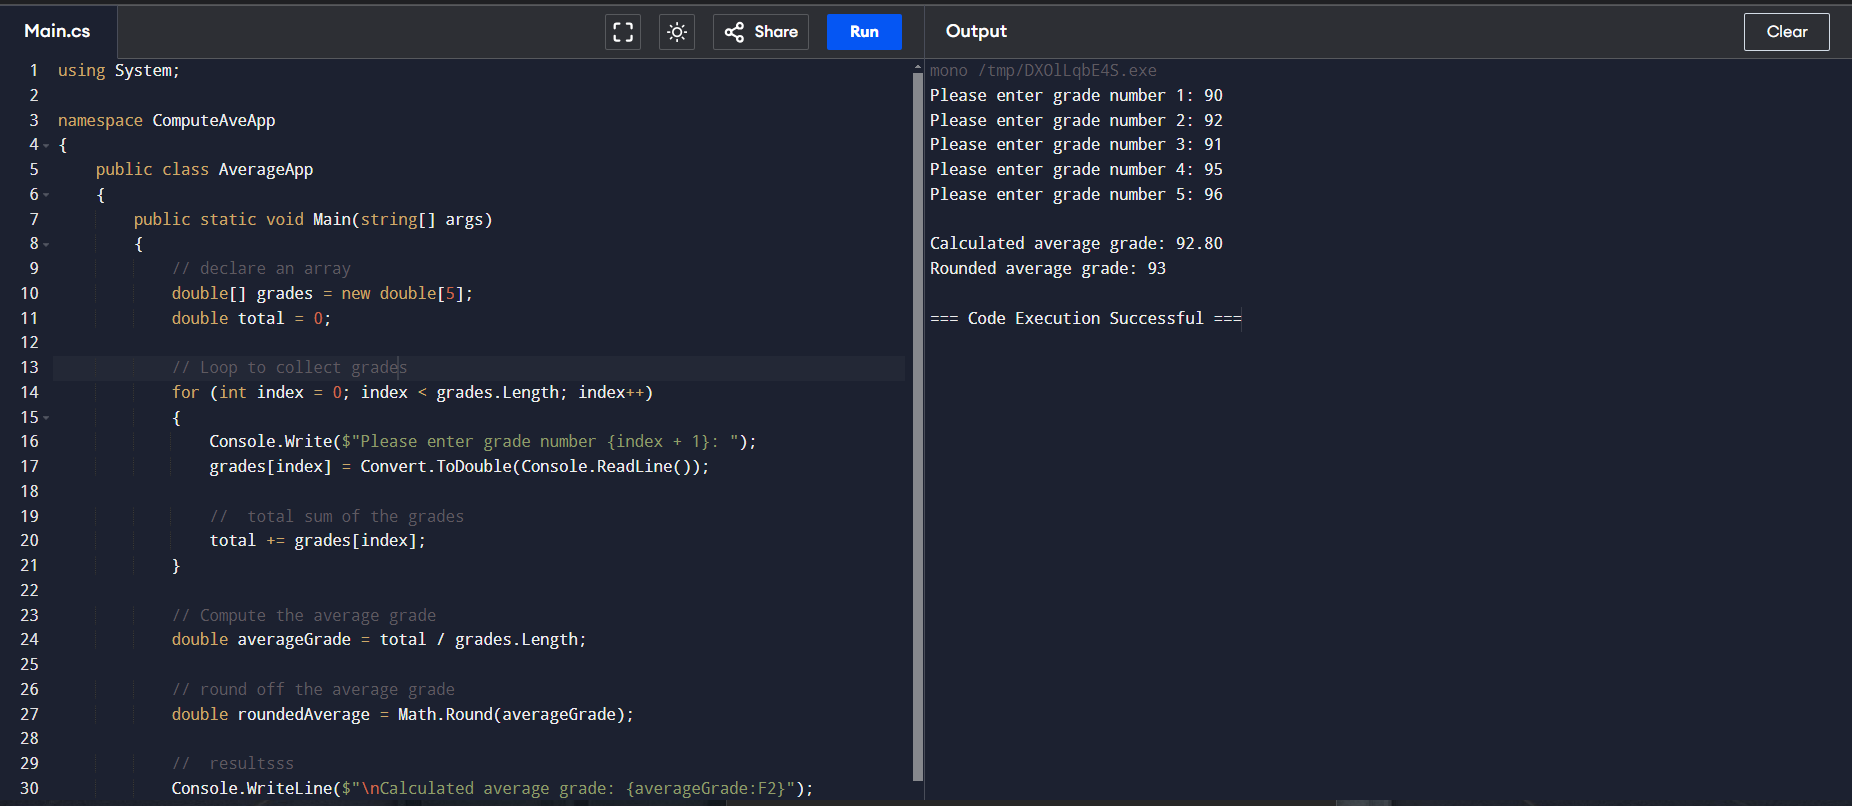 Main.cs
Share
Run
Output
Clear
1 using System;
2
3 namespace ComputeAveApp
4 {
5     public class AverageApp
6     {
7         public static void Main(string[] args)
8         {
9             // declare an array
10             double[] grades = new double[5];
11             double total = 0;
12
13             // Loop to collect grades
14             for (int index = 0; index < grades.Length; index++)
15             {
16                 Console.Write($"Please enter grade number {index + 1}: ");
17                 grades[index] = Convert.ToDouble(Console.ReadLine());
18
19                 //  total sum of the grades
20                 total += grades[index];
21             }
22
23             // Compute the average grade
24             double averageGrade = total / grades.Length;
25
26             // round off the average grade
27             double roundedAverage = Math.Round(averageGrade);
28
29             //  resultsss
30             Console.WriteLine($"\nCalculated average grade: {averageGrade:F2}");
mono /tmp/DXOlLqbE4S.exe
Please enter grade number 1: 90
Please enter grade number 2: 92
Please enter grade number 3: 91
Please enter grade number 4: 95
Please enter grade number 5: 96
Calculated average grade: 92.80
Rounded average grade: 93
=== Code Execution Successful ===